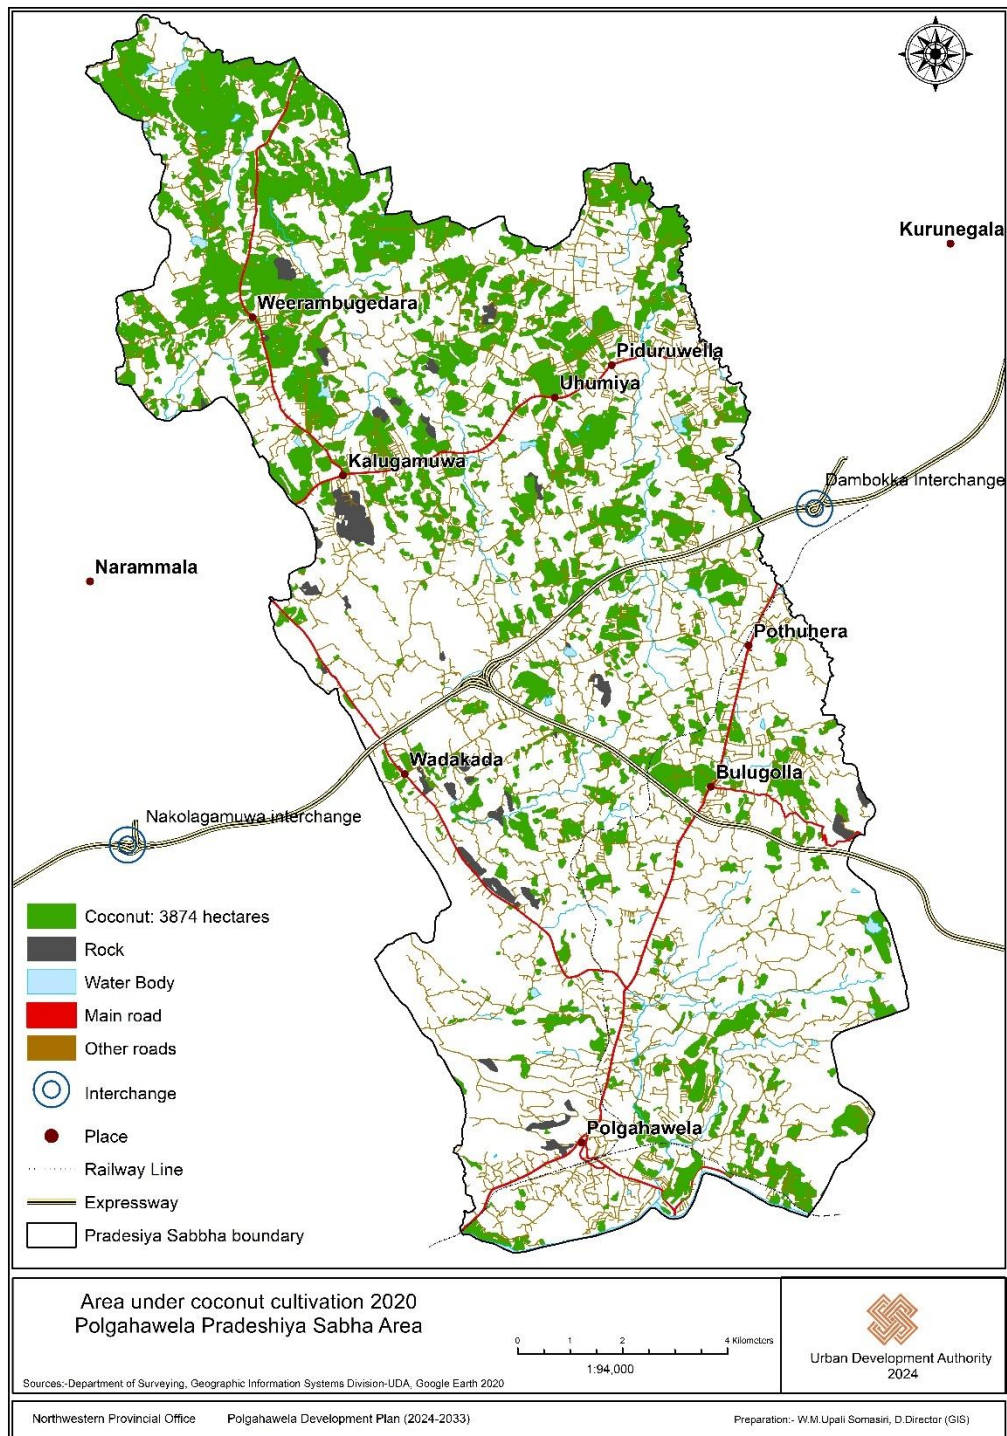 Kurunegala
Weerambugedara
Piduruwella
Uhumiya
Kalugamuwa
Dambokka Interchange
Narammala
Pothuhera
Wadakada
Bulugolla
Nakolagamuwa interchange
Coconut: 3874 hectares
Rock
Water Body
Main road
Other roads
Interchange
Place
Railway Line
Expressway
Pradesiya Sabbha boundary
Polgahawela
Area under coconut cultivation 2020
Polgahawela Pradeshiya Sabha Area
0 1 2 4 Kilometers
1:94,000
Sources:-Department of Surveying, Geographic Information Systems Division-UDA, Google Earth 2020
Urban Development Authority
2024
Northwestern Provincial Office Polgahawela Development Plan (2024-2033) Preparation:- W.M.Upali Somasiri, D.Director (GIS)